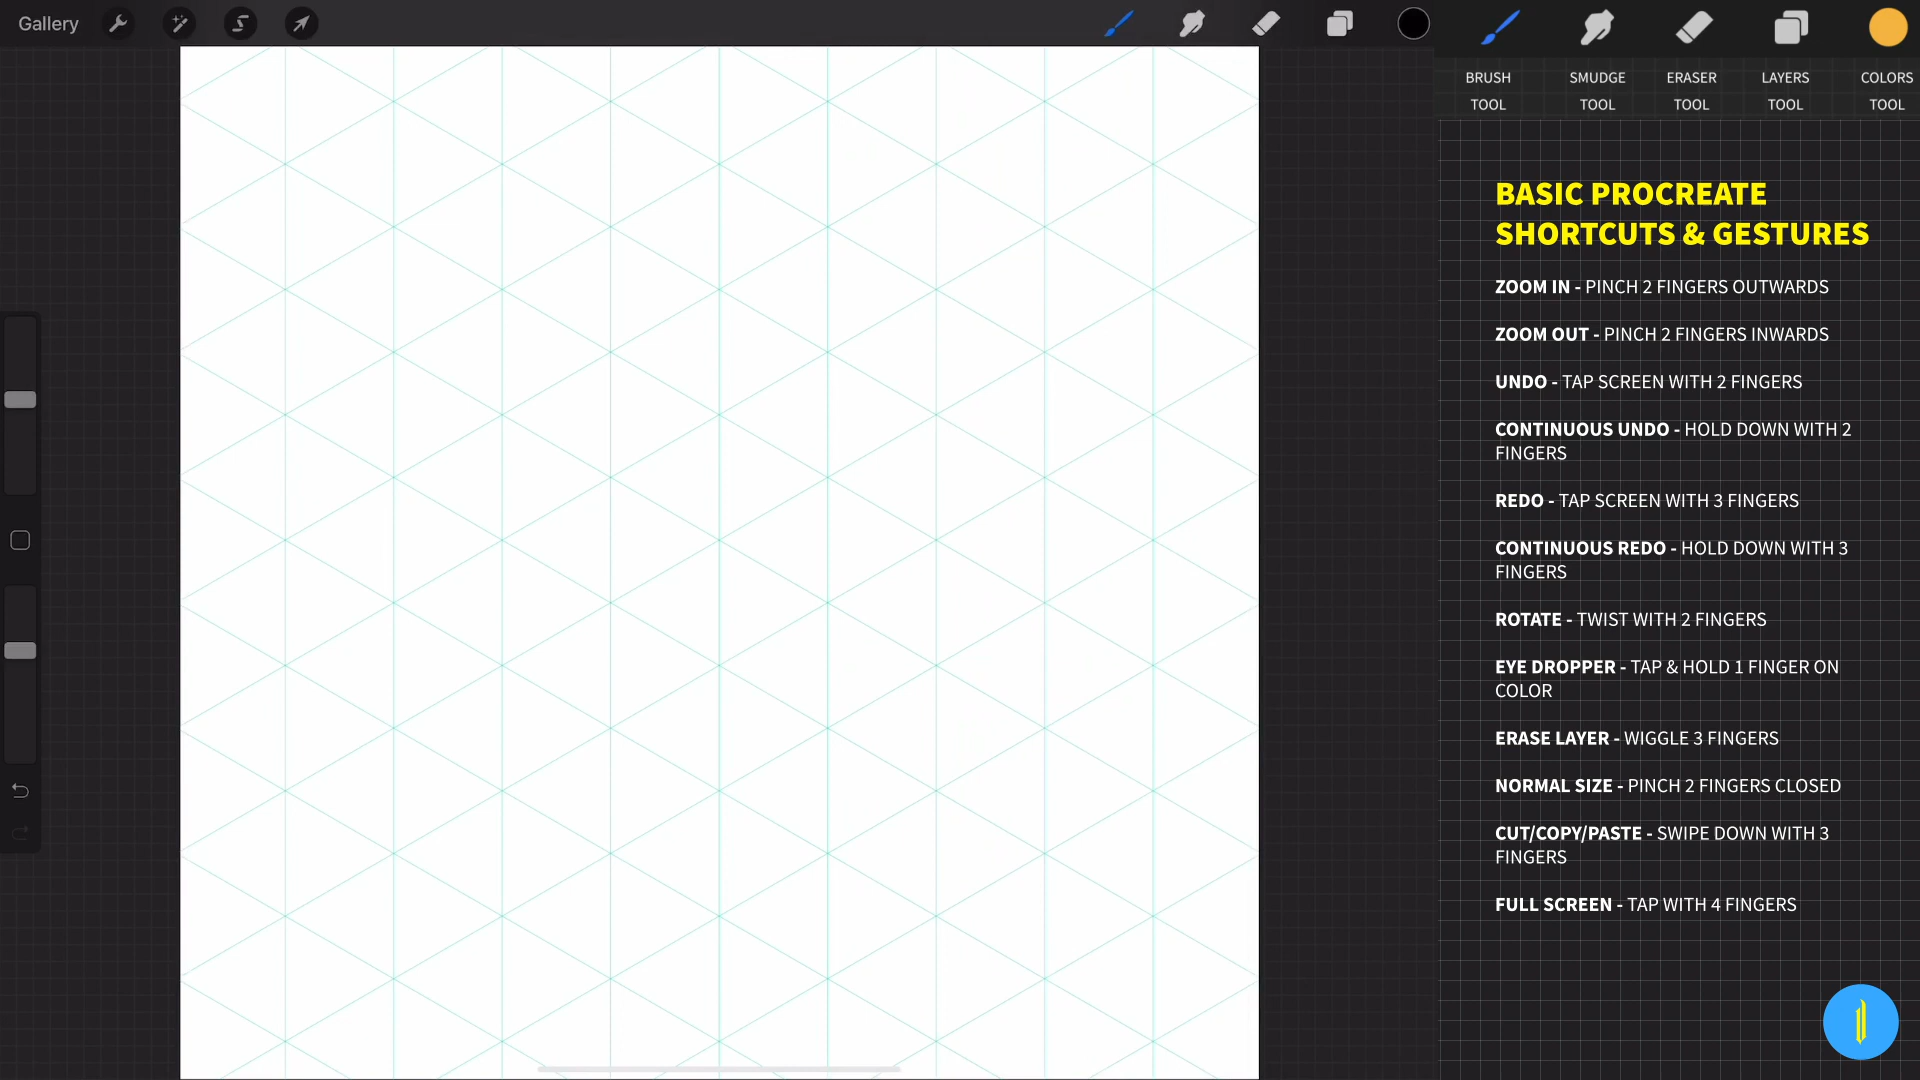 Gallery
BRUSH
TOOL
SMUDGE
TOOL
ERASER
TOOL
LAYERS
TOOL
COLORS
TOOL
BASIC PROCREATE
SHORTCUTS & GESTURES
ZOOM IN - PINCH 2 FINGERS OUTWARDS
ZOOM OUT - PINCH 2 FINGERS INWARDS
UNDO - TAP SCREEN WITH 2 FINGERS
CONTINUOUS UNDO - HOLD DOWN WITH 2
FINGERS
REDO - TAP SCREEN WITH 3 FINGERS
CONTINUOUS REDO - HOLD DOWN WITH 3
FINGERS
ROTATE - TWIST WITH 2 FINGERS
EYE DROPPER - TAP & HOLD 1 FINGER ON
COLOR
ERASE LAYER - WIGGLE 3 FINGERS
NORMAL SIZE - PINCH 2 FINGERS CLOSED
CUT/COPY/PASTE - SWIPE DOWN WITH 3
FINGERS
FULL SCREEN - TAP WITH 4 FINGERS